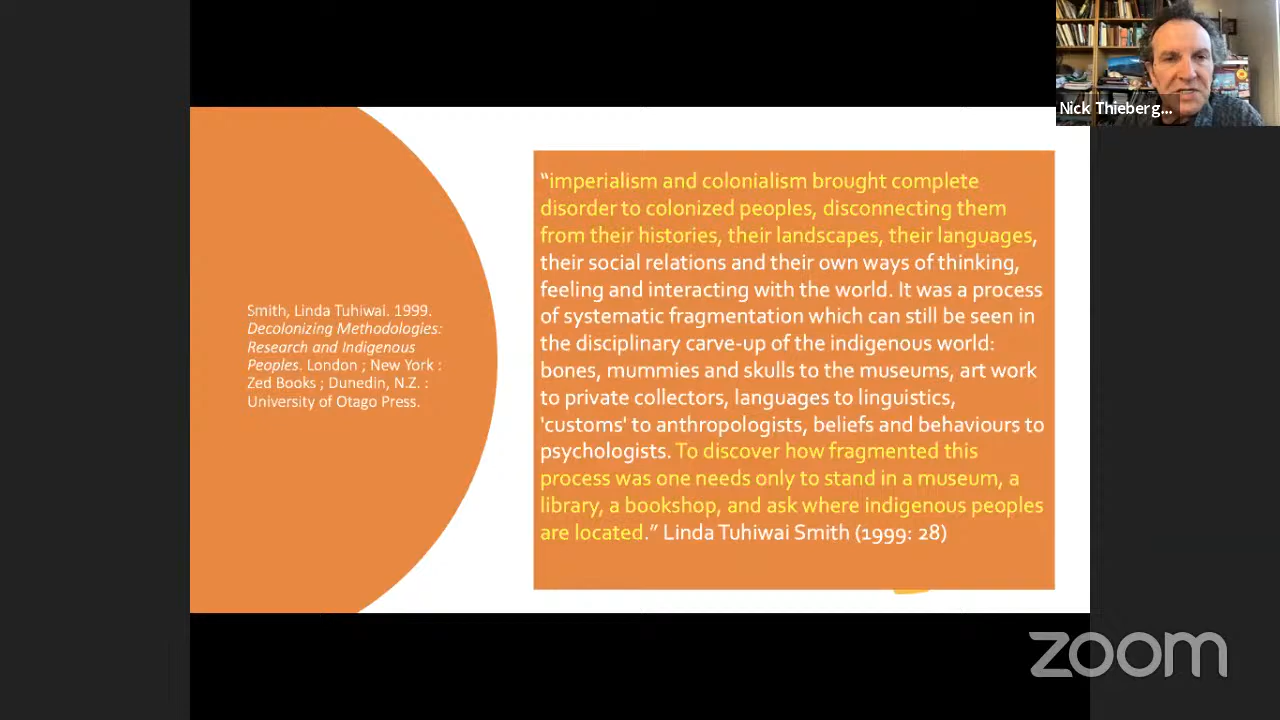 Nick Thieberg...
Smith, Linda Tuhiwai. 1999.
Decolonizing Methodologies:
Research and Indigenous
Peoples. London ; New York :
Zed Books ; Dunedin, N.Z. :
University of Otago Press.
“imperialism and colonialism brought complete
disorder to colonized peoples, disconnecting them
from their histories, their landscapes, their languages,
their social relations and their own ways of thinking,
feeling and interacting with the world. It was a process
of systematic fragmentation which can still be seen in
the disciplinary carve-up of the indigenous world:
bones, mummies and skulls to the museums, art work
to private collectors, languages to linguistics,
'customs' to anthropologists, beliefs and behaviours to
psychologists. To discover how fragmented this
process was one needs only to stand in a museum, a
library, a bookshop, and ask where indigenous peoples
are located.” Linda Tuhiwai Smith (1999: 28)
zoom